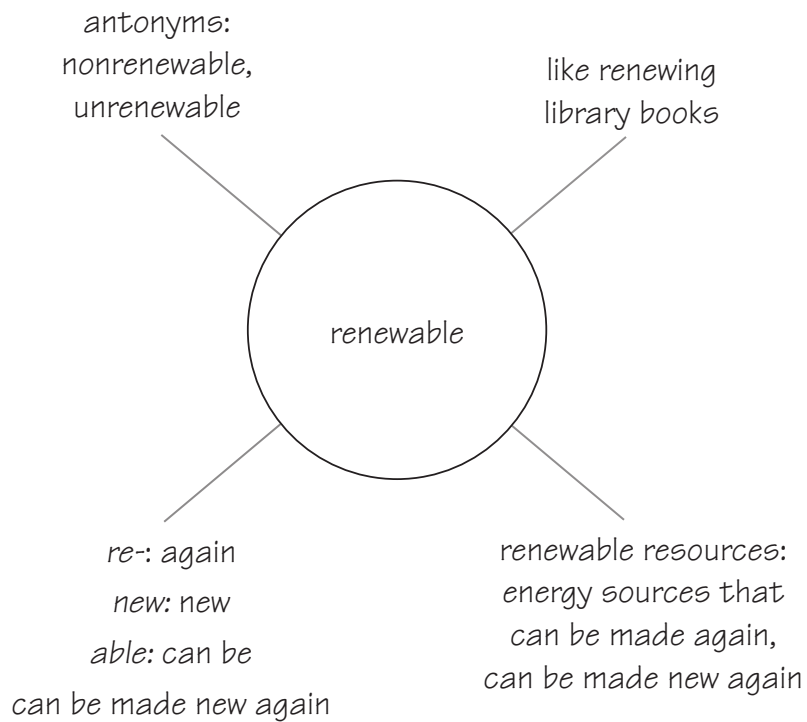 antonyms:
nonrenewable,
unrenewable
like renewing
library books
renewable
re-: again
new: new
able: can be
can be made new again
renewable resources:
energy sources that
can be made again,
can be made new again